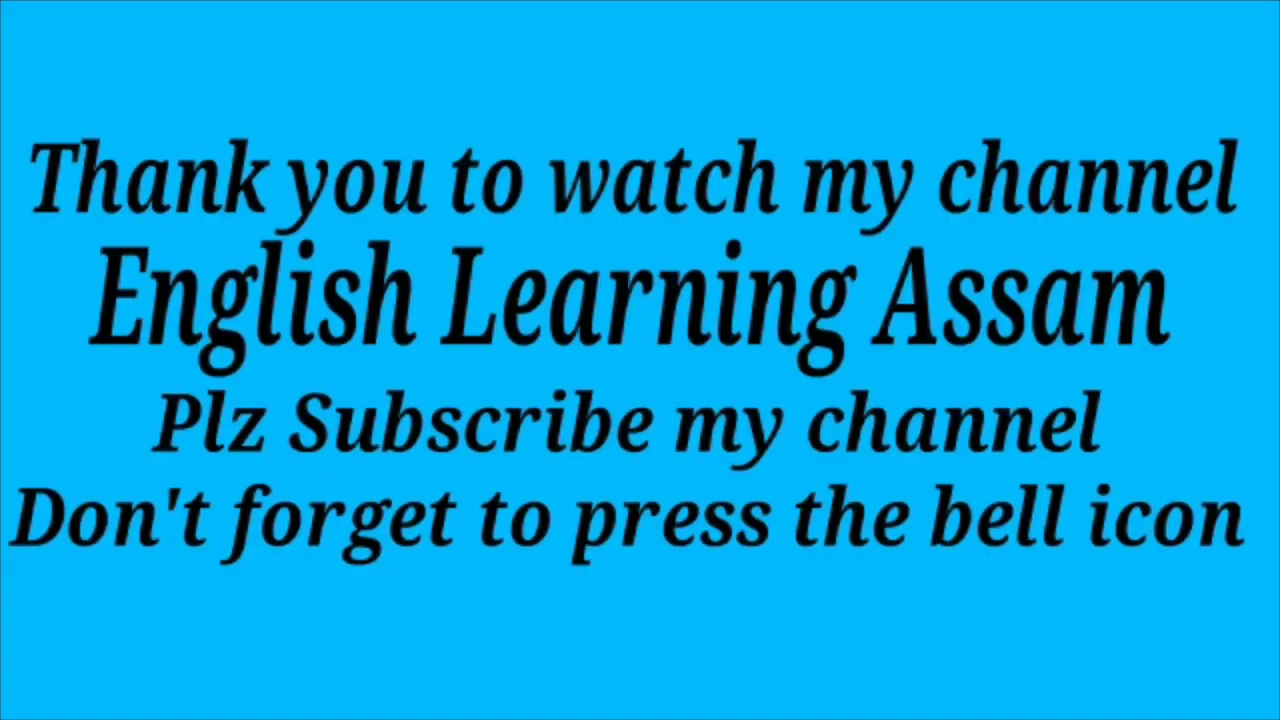 Thank you to watch my channel
English Learning Assam
Plz Subscribe my channel
Don't forget to press the bell icon